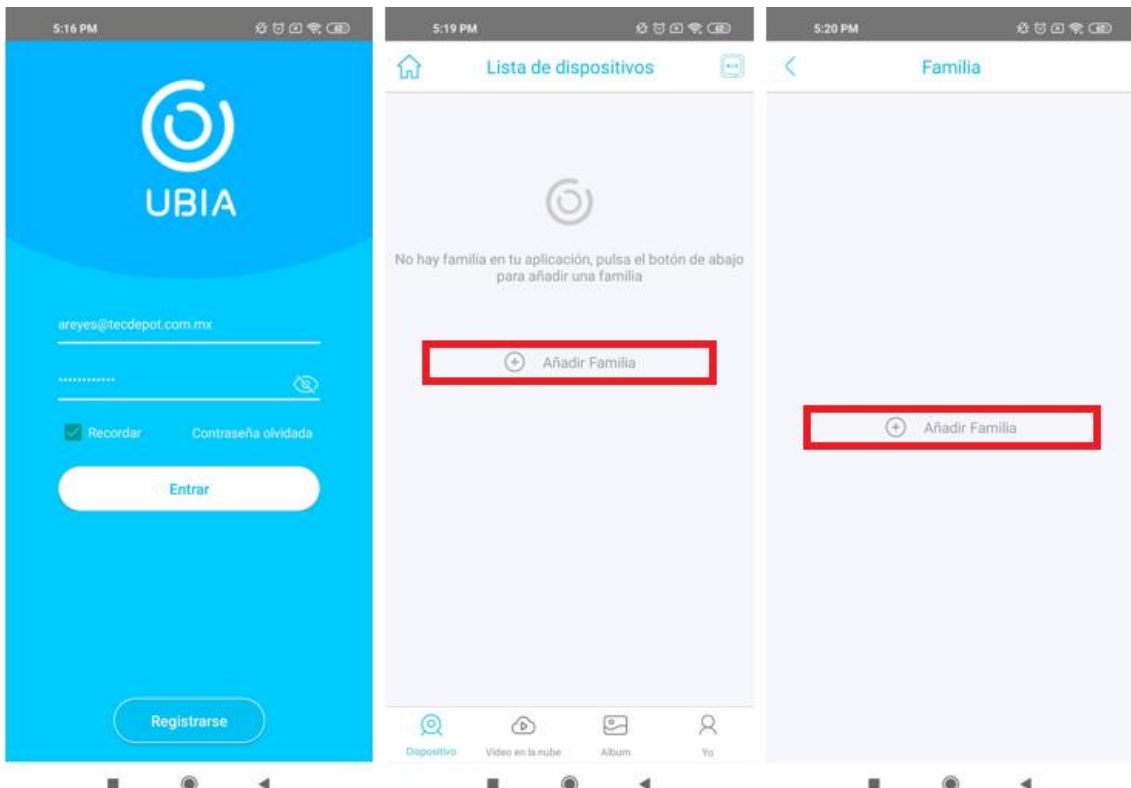 5:16 PM
UBIA
areyes@tecdepot.com.mx
Recordar
Contraseña olvidada
Entrar
Registrarse
5:19 PM
Lista de dispositivos
No hay familia en tu aplicación, pulsa el botón de abajo
para añadir una familia
Añadir Familia
Dispositivo
Video en la nube
Album
Yo
5:20 PM
Familia
Añadir Familia